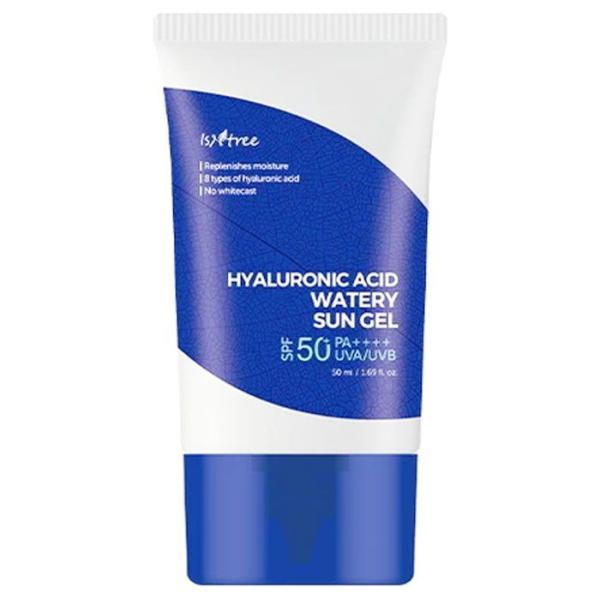 IsNtree
Replenishes moisture
8 types of hyaluronic acid
No whitecast
HYALURONIC ACID
WATERY
SUN GEL
SPF 50+ PA++++
UVA/UVB
50 ml / 1.69 fl. oz.